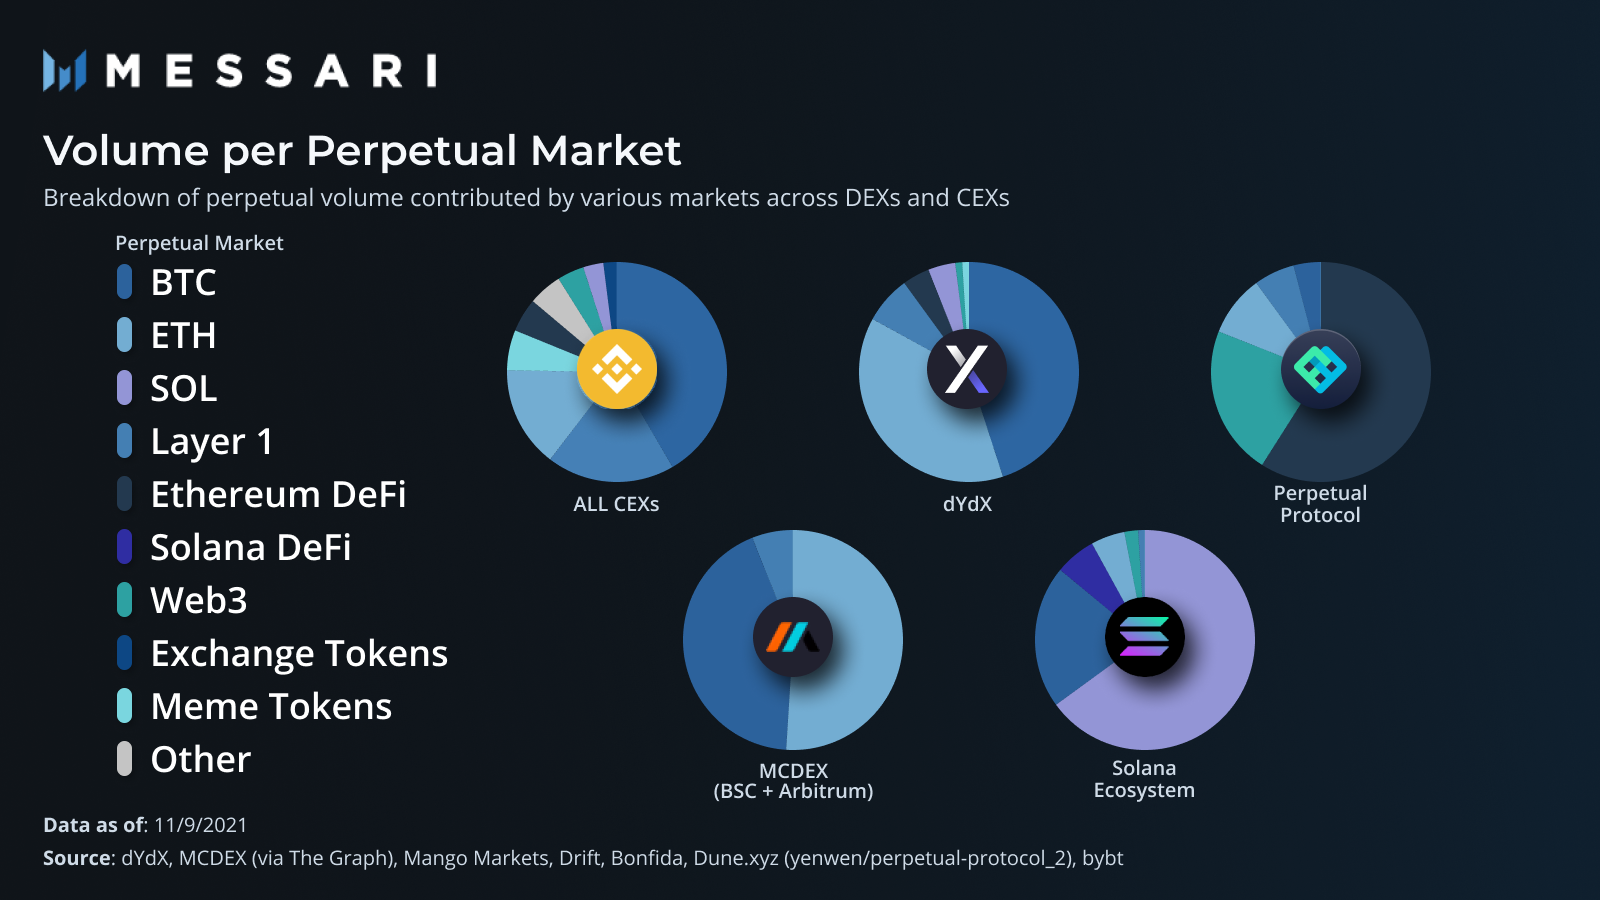 MESSARI
Volume per Perpetual Market
Breakdown of perpetual volume contributed by various markets across DEXs and CEXs
Perpetual Market
BTC
ETH
SOL
Layer 1
Ethereum DeFi
Solana DeFi
Web3
Exchange Tokens
Meme Tokens
Other
ALL CEXs
dYdX
Perpetual
Protocol
MCDEX
(BSC + Arbitrum)
Solana
Ecosystem
Data as of: 11/9/2021
Source: dYdX, MCDEX (via The Graph), Mango Markets, Drift, Bonfida, Dune.xyz (yenwen/perpetual-protocol_2), bybt